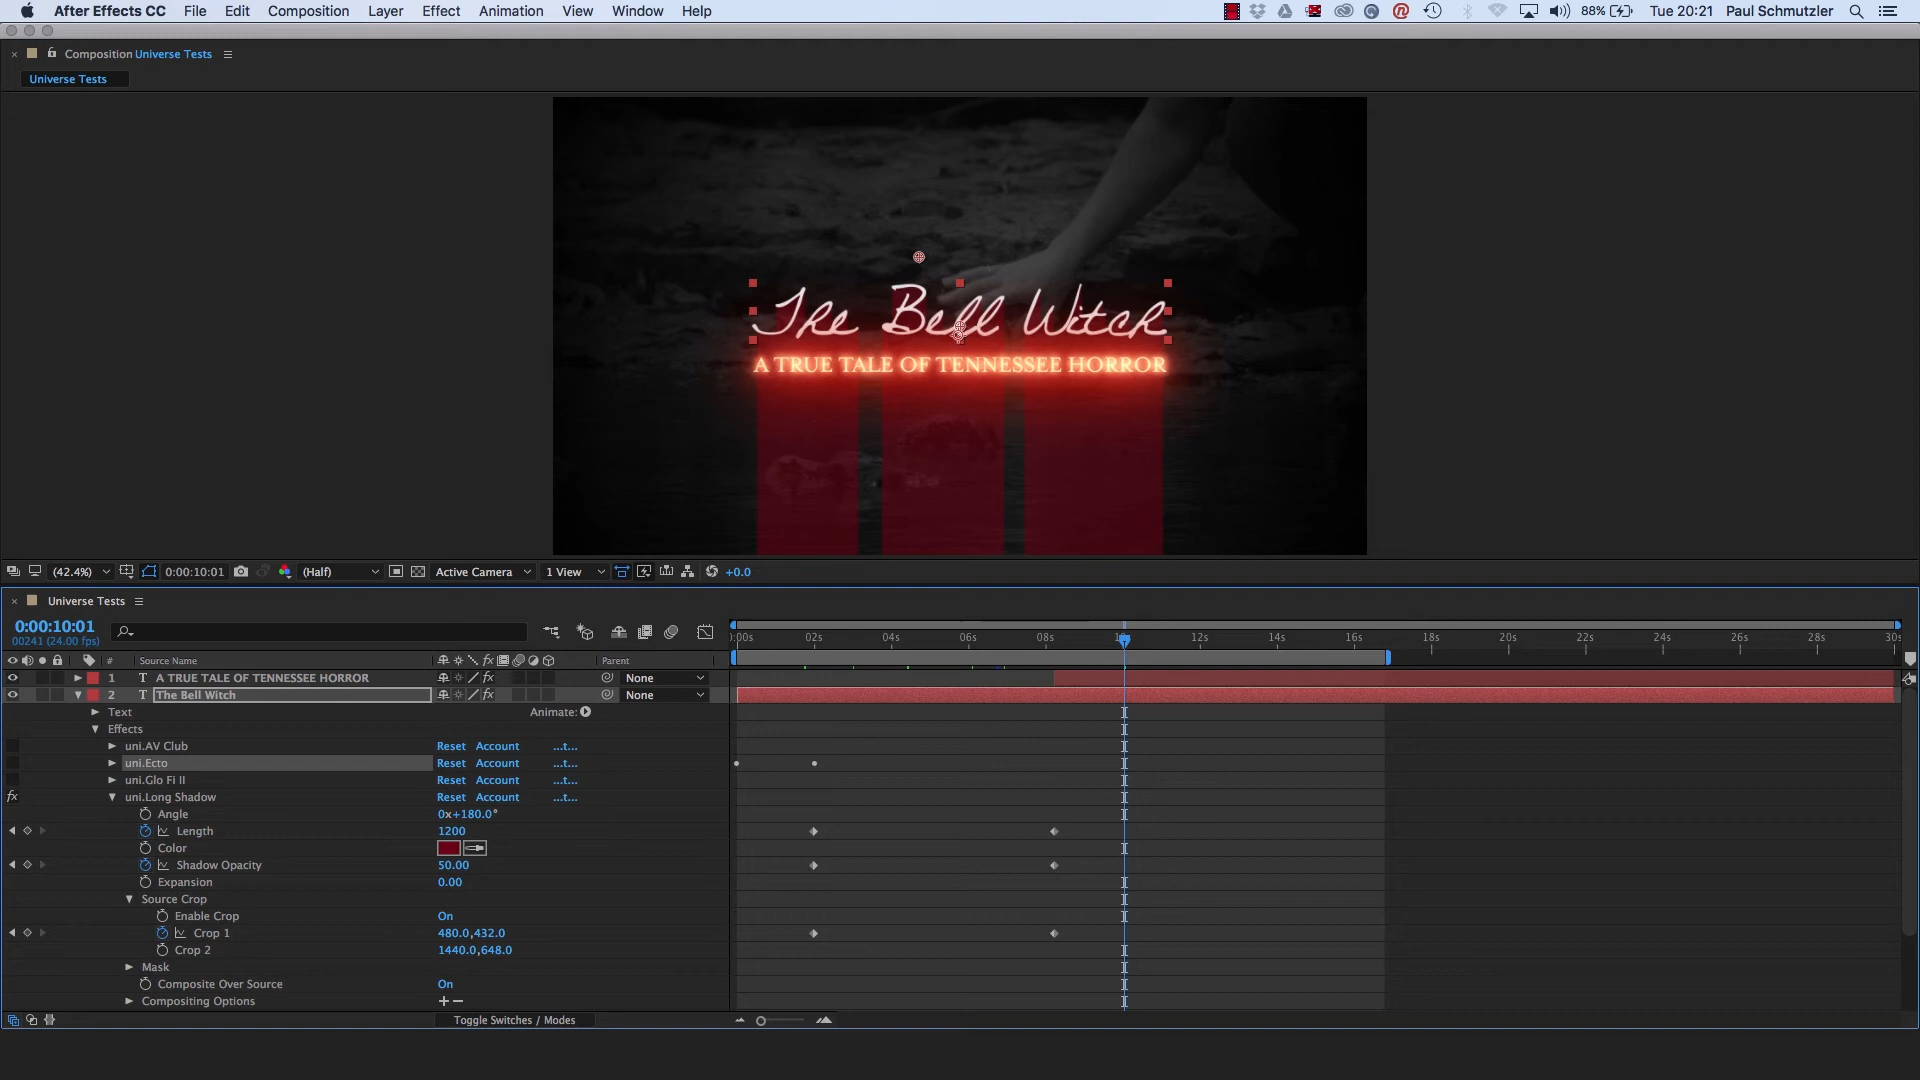 After Effects CC File Edit Composition Layer Effect Animation View Window Help 88% Tue 20:21 Paul Schmutzler
× Composition Universe Tests
Universe Tests
The Bell Witch
A TRUE TALE OF TENNESSEE HORROR
(42.4%) 0:00:10:01 (Half) Active Camera 1 View +0.0
× Universe Tests
0:00:10:01
00241 (24.00 fps)
:00s 02s 04s 06s 08s 12s 14s 16s 18s 20s 22s 24s 26s 28s 30s
# Source Name fx Parent
1 T A TRUE TALE OF TENNESSEE HORROR fx None
2 T The Bell Witch fx None
Text Animate:
Effects
uni.AV Club Reset Account ...t...
uni.Ecto Reset Account ...t...
uni.Glo Fi II Reset Account ...t...
fx uni.Long Shadow Reset Account ...t...
Angle 0x+180.0°
Length 1200
Color
Shadow Opacity 50.00
Expansion 0.00
Source Crop
Enable Crop On
Crop 1 480.0,432.0
Crop 2 1440.0,648.0
Mask
Composite Over Source On
Compositing Options + −
Toggle Switches / Modes